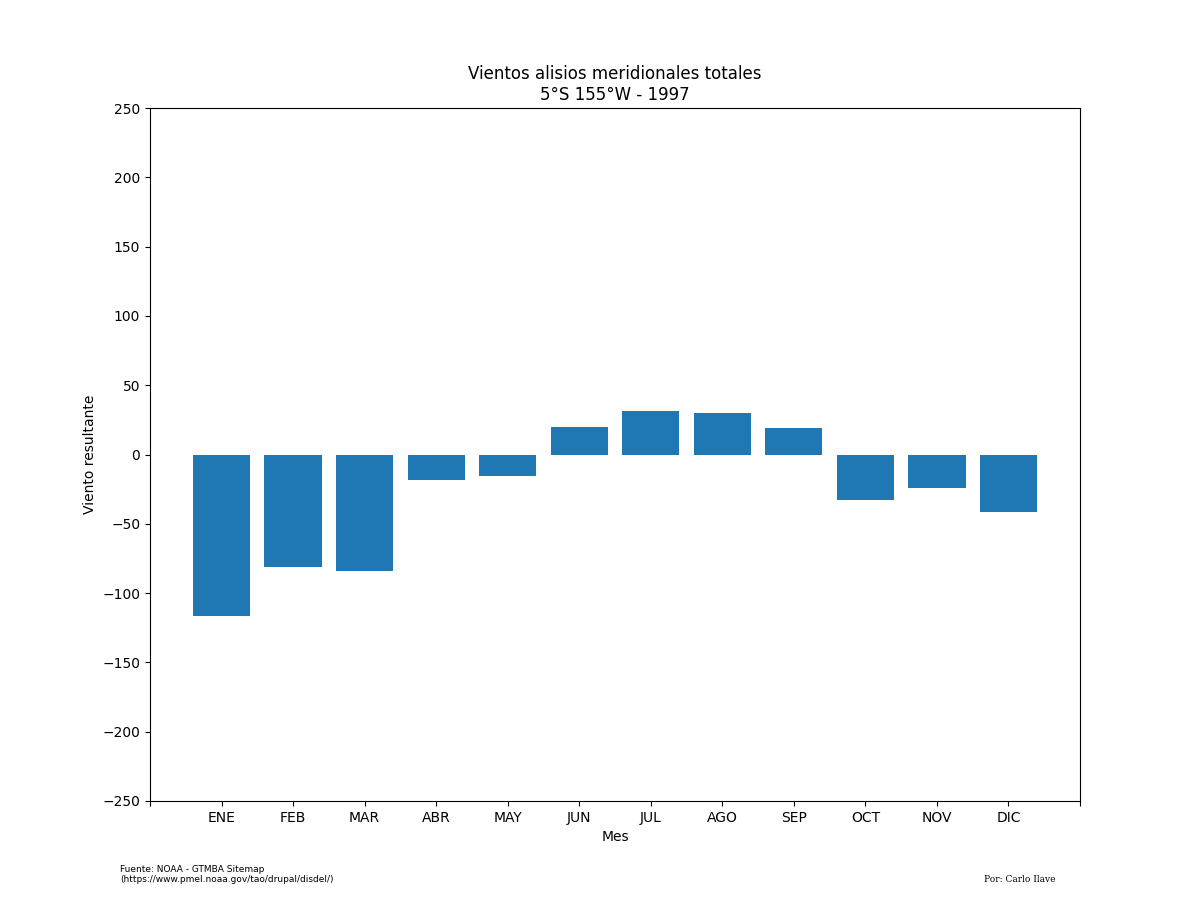 Vientos alisios meridionales totales
5°S 155°W - 1997
250
200
150
100
50
0
−50
−100
−150
−200
−250
Viento resultante
ENE FEB MAR ABR MAY JUN JUL AGO SEP OCT NOV DIC
Mes
Fuente: NOAA - GTMBA Sitemap
(https://www.pmel.noaa.gov/tao/drupal/disdel/)
Por: Carlo Ilave